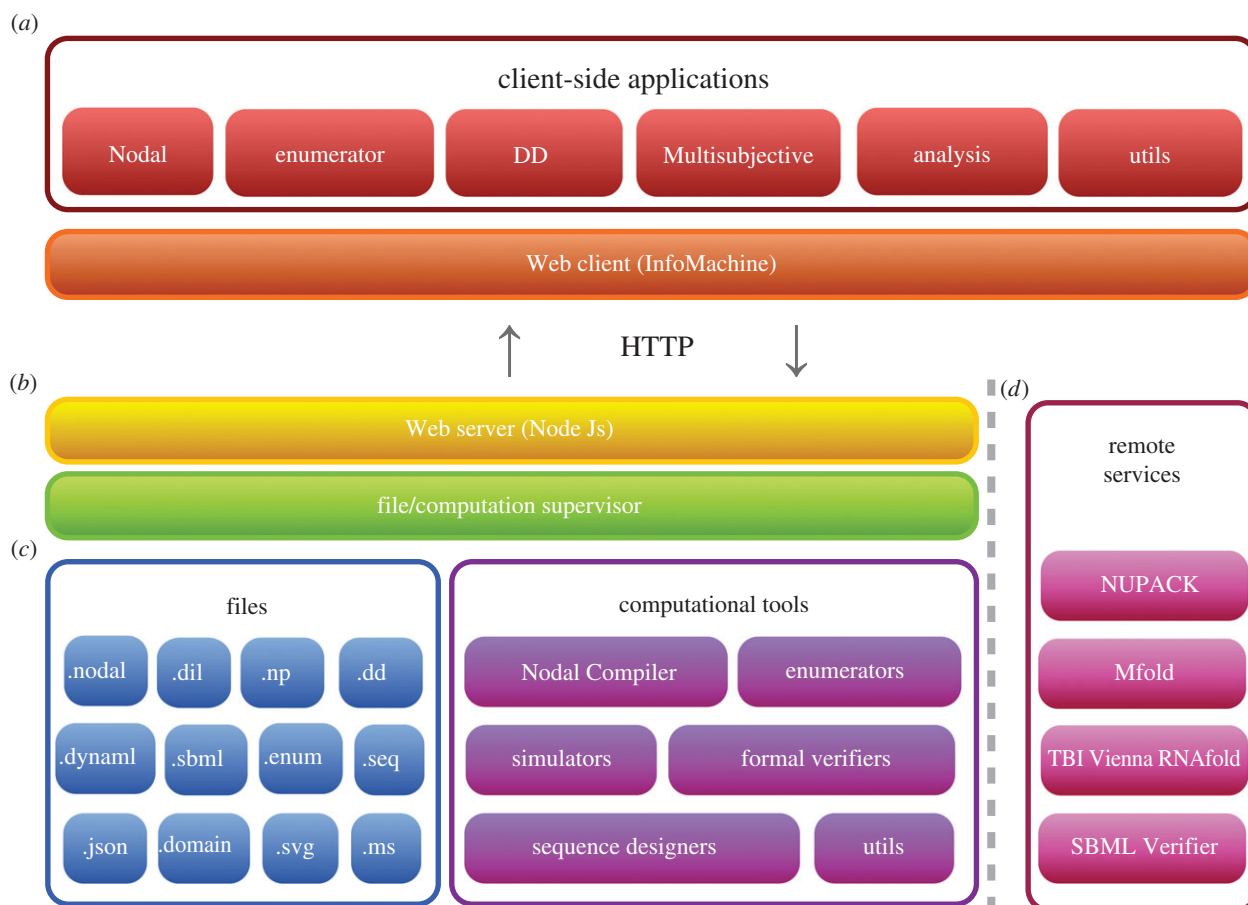 (a)
client-side applications
Nodal enumerator DD Multisubjective analysis utils
Web client (InfoMachine)
HTTP
(b)
Web server (Node Js)
file/computation supervisor
(c)
files
.nodal .dil .np .dd
.dynaml .sbml .enum .seq
.json .domain .svg .ms
computational tools
Nodal Compiler enumerators
simulators formal verifiers
sequence designers utils
(d)
remote
services
NUPACK
Mfold
TBI Vienna RNAfold
SBML Verifier